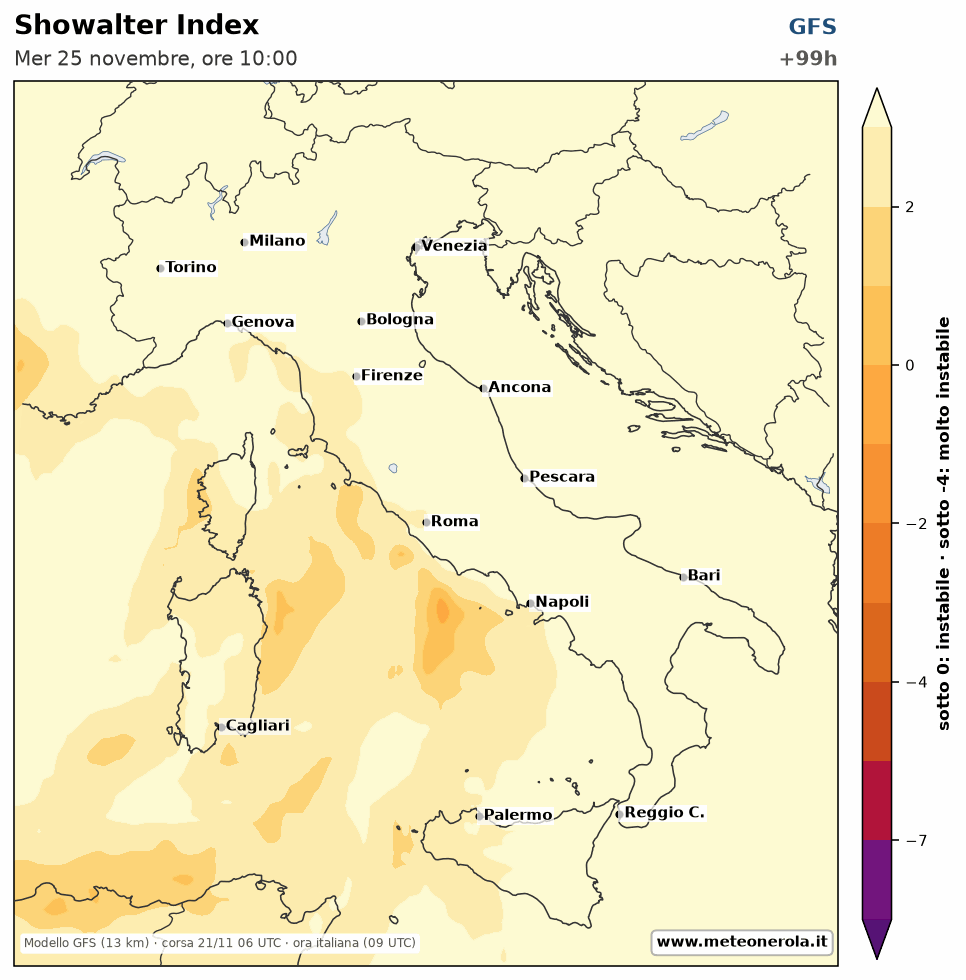 Showalter Index
GFS
Mer 25 novembre, ore 10:00
+99h
Milano
Venezia
Torino
Genova
Bologna
Firenze
Ancona
Pescara
Roma
Bari
Napoli
Cagliari
Palermo
Reggio C.
2
0
−2
−4
−7
sotto 0: instabile · sotto -4: molto instabile
Modello GFS (13 km) · corsa 21/11 06 UTC · ora italiana (09 UTC)
www.meteonerola.it